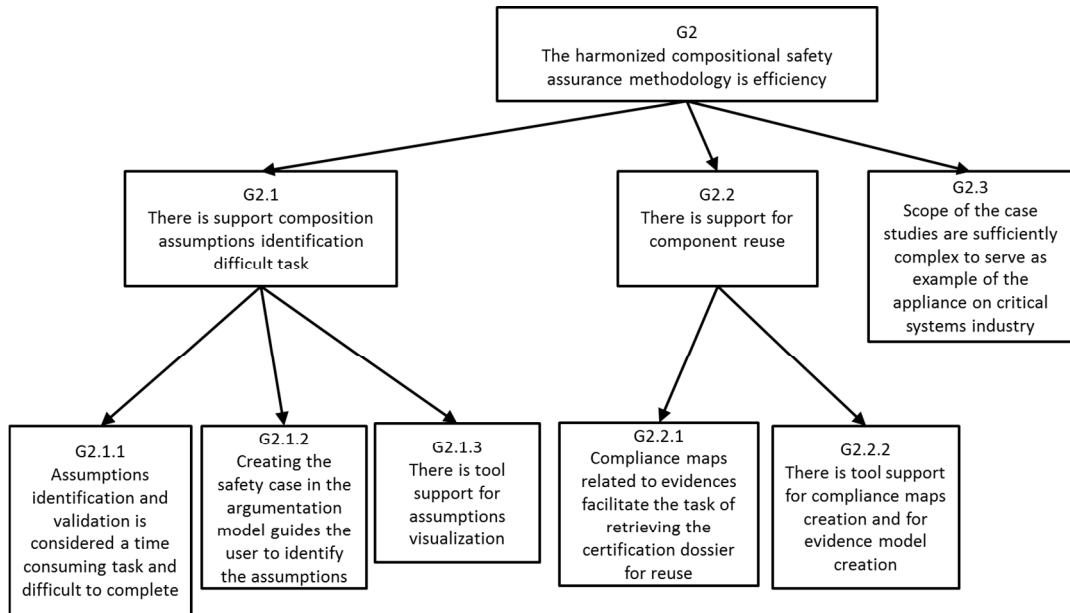 G2
The harmonized compositional safety
assurance methodology is efficiency
G2.1
There is support composition
assumptions identification
difficult task
G2.2
There is support for
component reuse
G2.3
Scope of the case
studies are sufficiently
complex to serve as
example of the
appliance on critical
systems industry
G2.1.1
Assumptions
identification and
validation is
considered a time
consuming task and
difficult to complete
G2.1.2
Creating the
safety case in the
argumentation
model guides the
user to identify
the assumptions
G2.1.3
There is tool
support for
assumptions
visualization
G2.2.1
Compliance maps
related to evidences
facilitate the task of
retrieving the
certification dossier
for reuse
G2.2.2
There is tool support
for compliance maps
creation and for
evidence model
creation